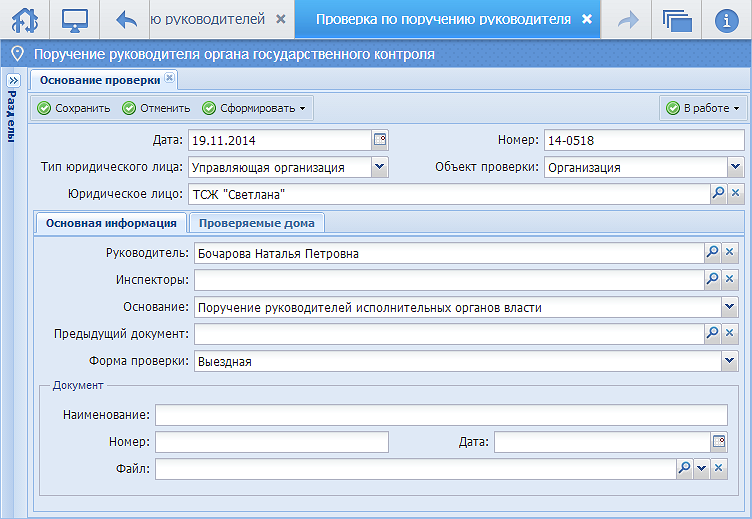 ю руководителей
Проверка по поручению руководителя
Поручение руководителя органа государственного контроля
Разделы
Основание проверки
Сохранить Отменить Сформировать В работе
Дата: 19.11.2014 Номер: 14-0518
Тип юридического лица: Управляющая организация Объект проверки: Организация
Юридическое лицо: ТСЖ "Светлана"
Основная информация Проверяемые дома
Руководитель: Бочарова Наталья Петровна
Инспекторы:
Основание: Поручение руководителей исполнительных органов власти
Предыдущий документ:
Форма проверки: Выездная
Документ
Наименование:
Номер: Дата:
Файл: